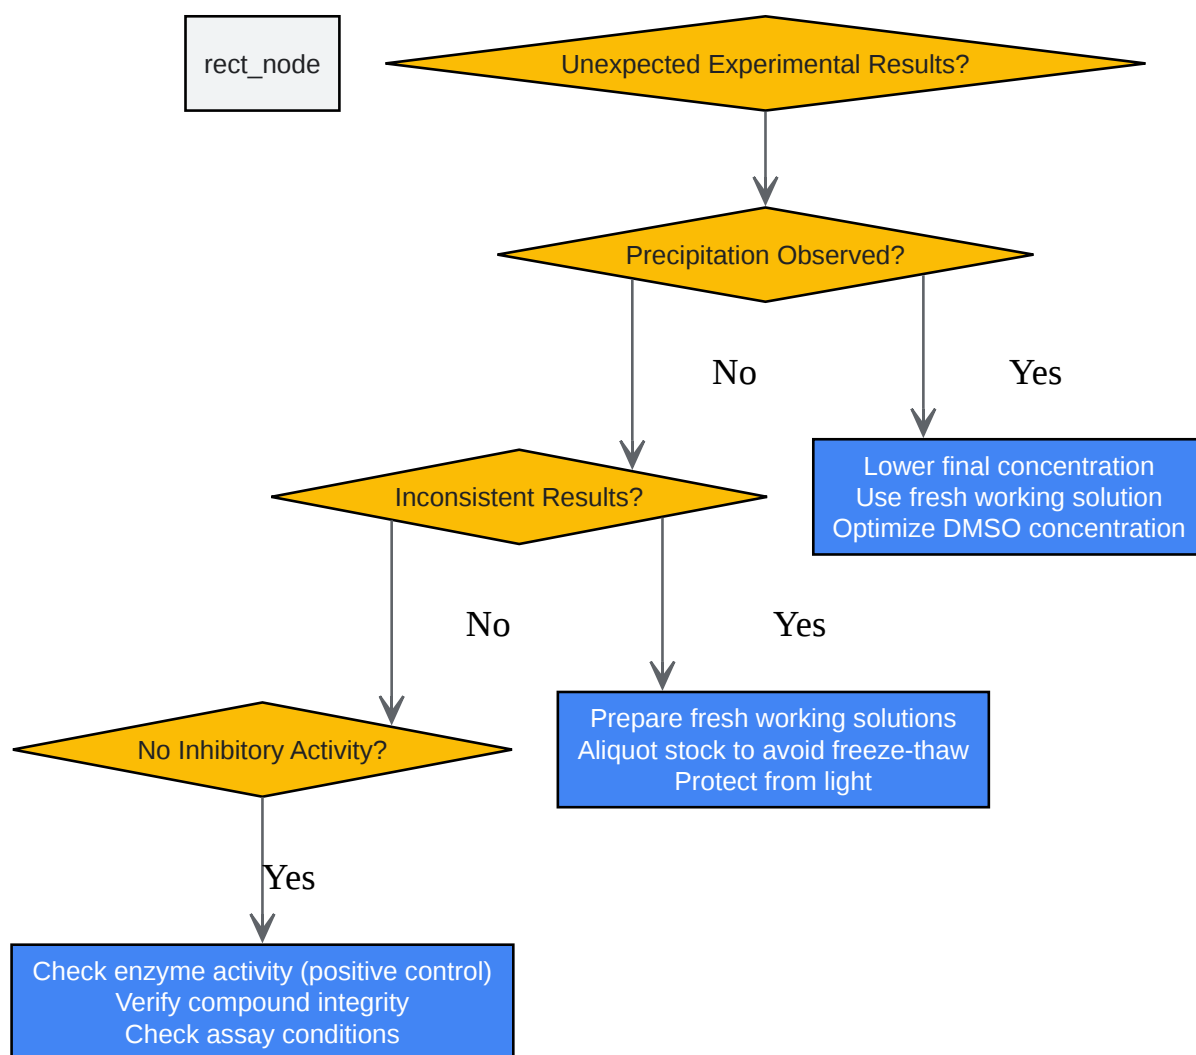 rect_node
Unexpected Experimental Results?
Precipitation Observed?
No
Yes
Lower final concentration
Use fresh working solution
Optimize DMSO concentration
Inconsistent Results?
No
Yes
Prepare fresh working solutions
Aliquot stock to avoid freeze-thaw
Protect from light
No Inhibitory Activity?
Yes
Check enzyme activity (positive control)
Verify compound integrity
Check assay conditions